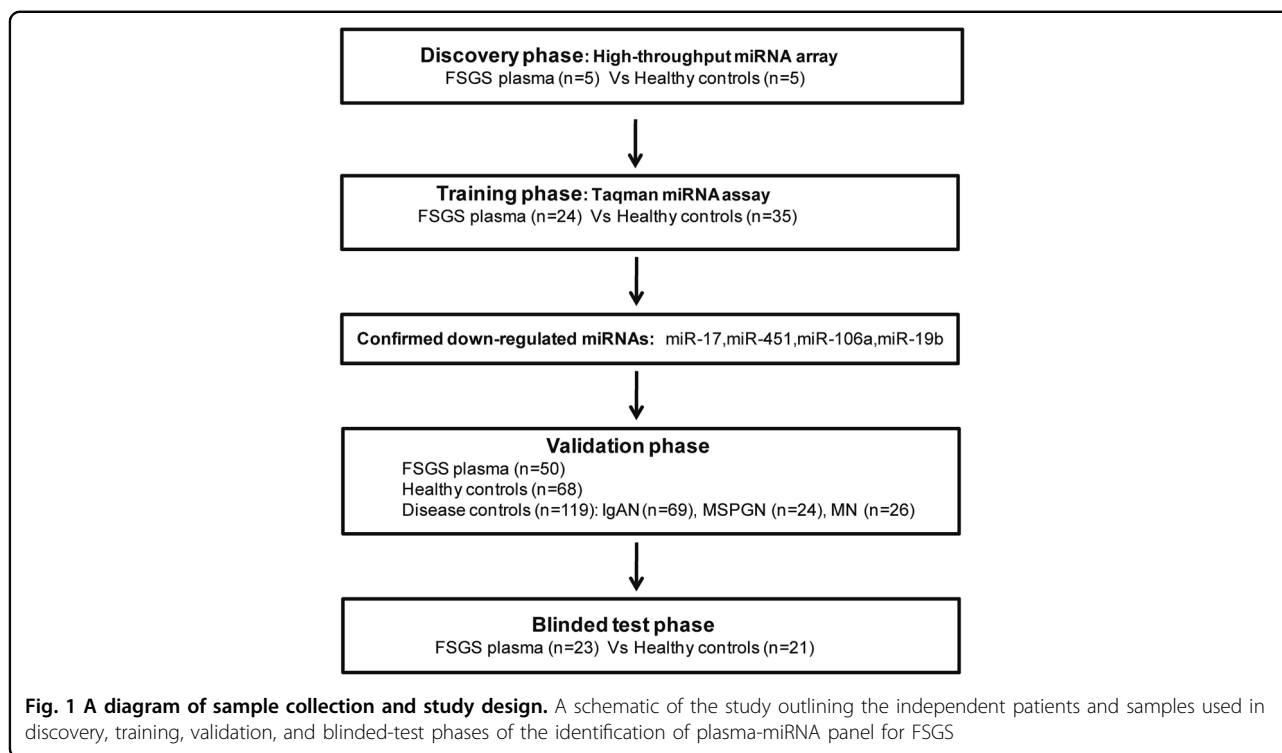 Discovery phase: High-throughput miRNA array
FSGS plasma (n=5) Vs Healthy controls (n=5)
Training phase: Taqman miRNA assay
FSGS plasma (n=24) Vs Healthy controls (n=35)
Confirmed down-regulated miRNAs: miR-17,miR-451,miR-106a,miR-19b
Validation phase
FSGS plasma (n=50)
Healthy controls (n=68)
Disease controls (n=119): IgAN (n=69), MSPGN (n=24), MN (n=26)
Blinded test phase
FSGS plasma (n=23) Vs Healthy controls (n=21)
Fig. 1 A diagram of sample collection and study design. A schematic of the study outlining the independent patients and samples used in
discovery, training, validation, and blinded-test phases of the identification of plasma-miRNA panel for FSGS